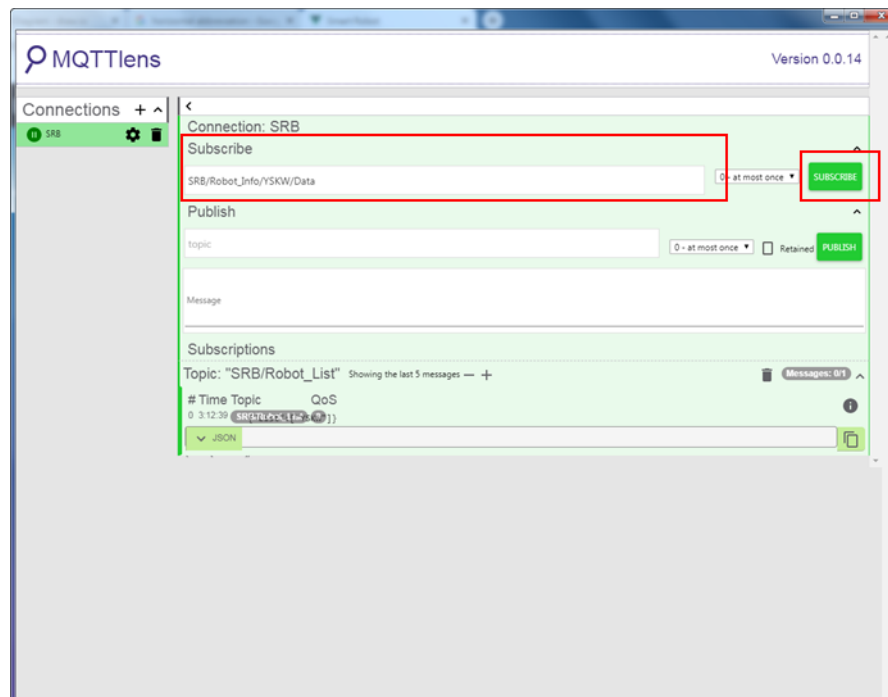 MQTTlens
Version 0.0.14
Connections
SRB
Connection: SRB
Subscribe
SRB/Robot_Info/YSKW/Data
0 - at most once
SUBSCRIBE
Publish
topic
0 - at most once
Retained
PUBLISH
Message
Subscriptions
Topic: "SRB/Robot_List" Showing the last 5 messages
Messages: 0/1
# Time Topic QoS
0 3:12:39
JSON